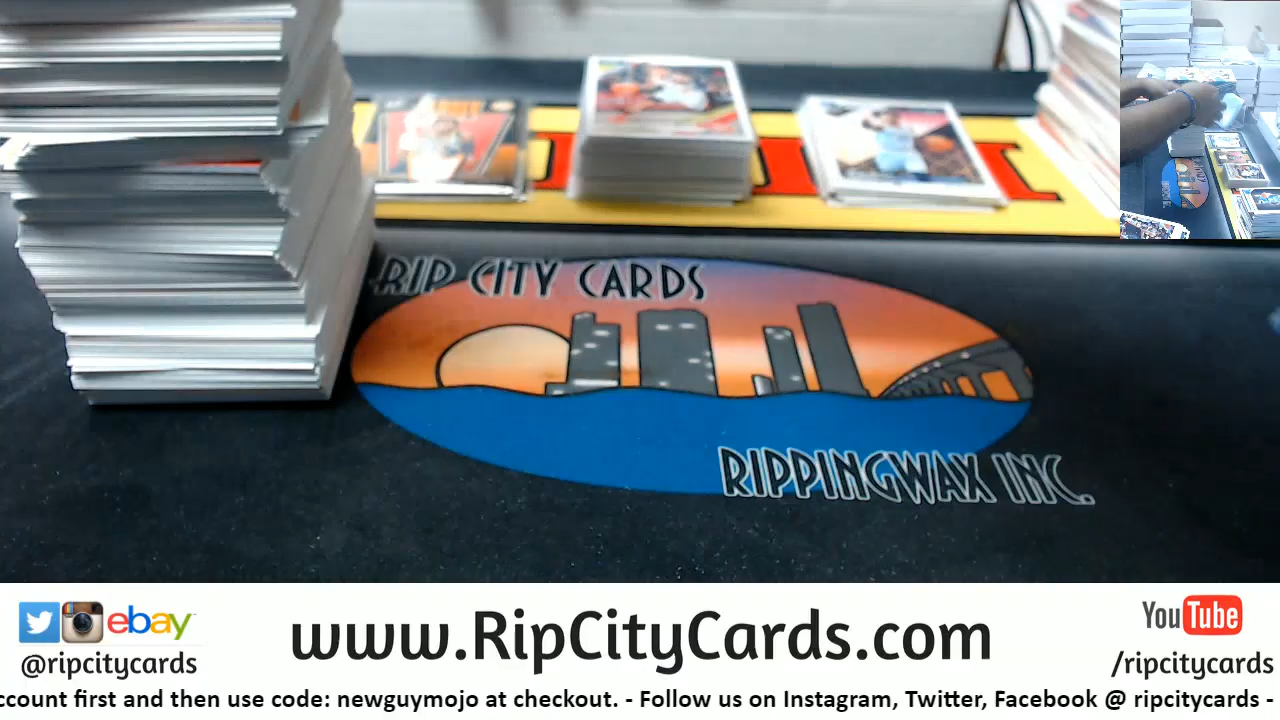 RIP CITY CARDS
RIPPINGWAX INC.
ebay
@ripcitycards
www.RipCityCards.com
YouTube
/ripcitycards
ccount first and then use code: newguymojo at checkout. - Follow us on Instagram, Twitter, Facebook @ ripcitycards -